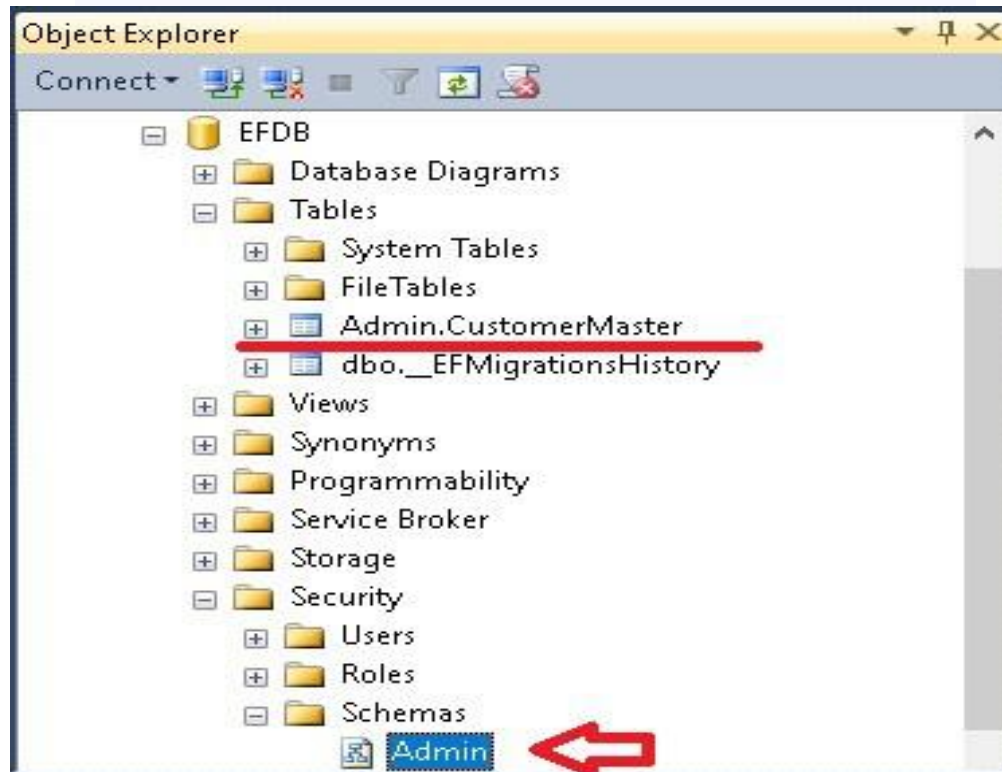 Object Explorer
Connect
EFDB
Database Diagrams
Tables
System Tables
FileTables
Admin.CustomerMaster
dbo.__EFMigrationsHistory
Views
Synonyms
Programmability
Service Broker
Storage
Security
Users
Roles
Schemas
Admin